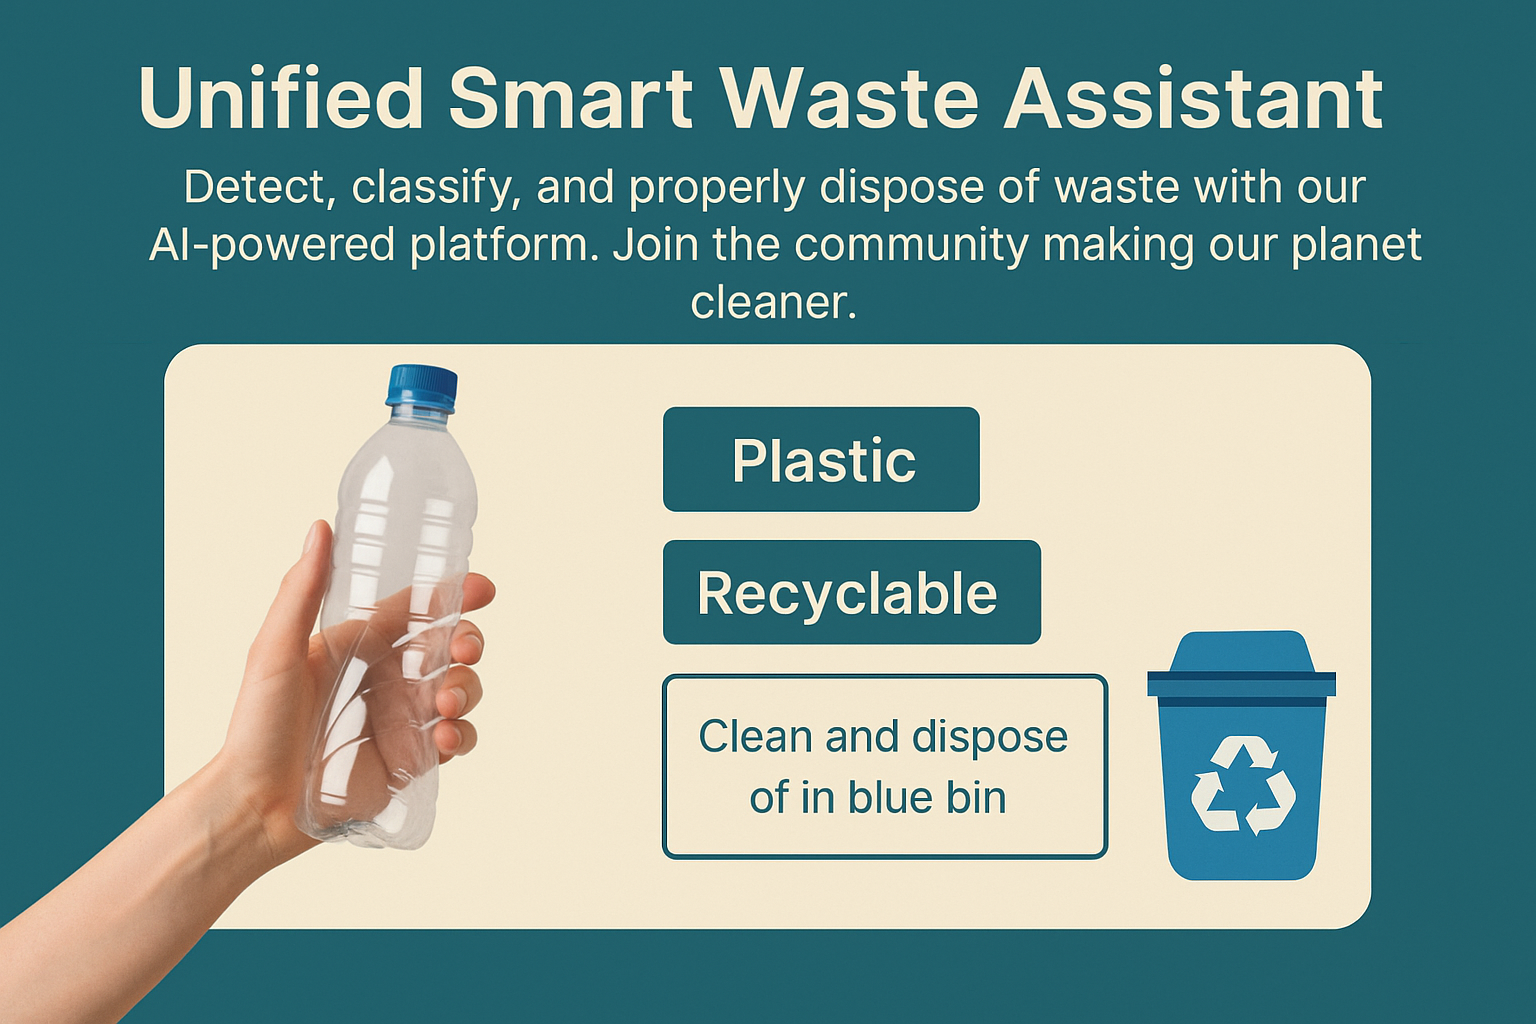 Unified Smart Waste Assistant
Detect, classify, and properly dispose of waste with our
AI-powered platform. Join the community making our planet
cleaner.
Plastic
Recyclable
Clean and dispose
of in blue bin